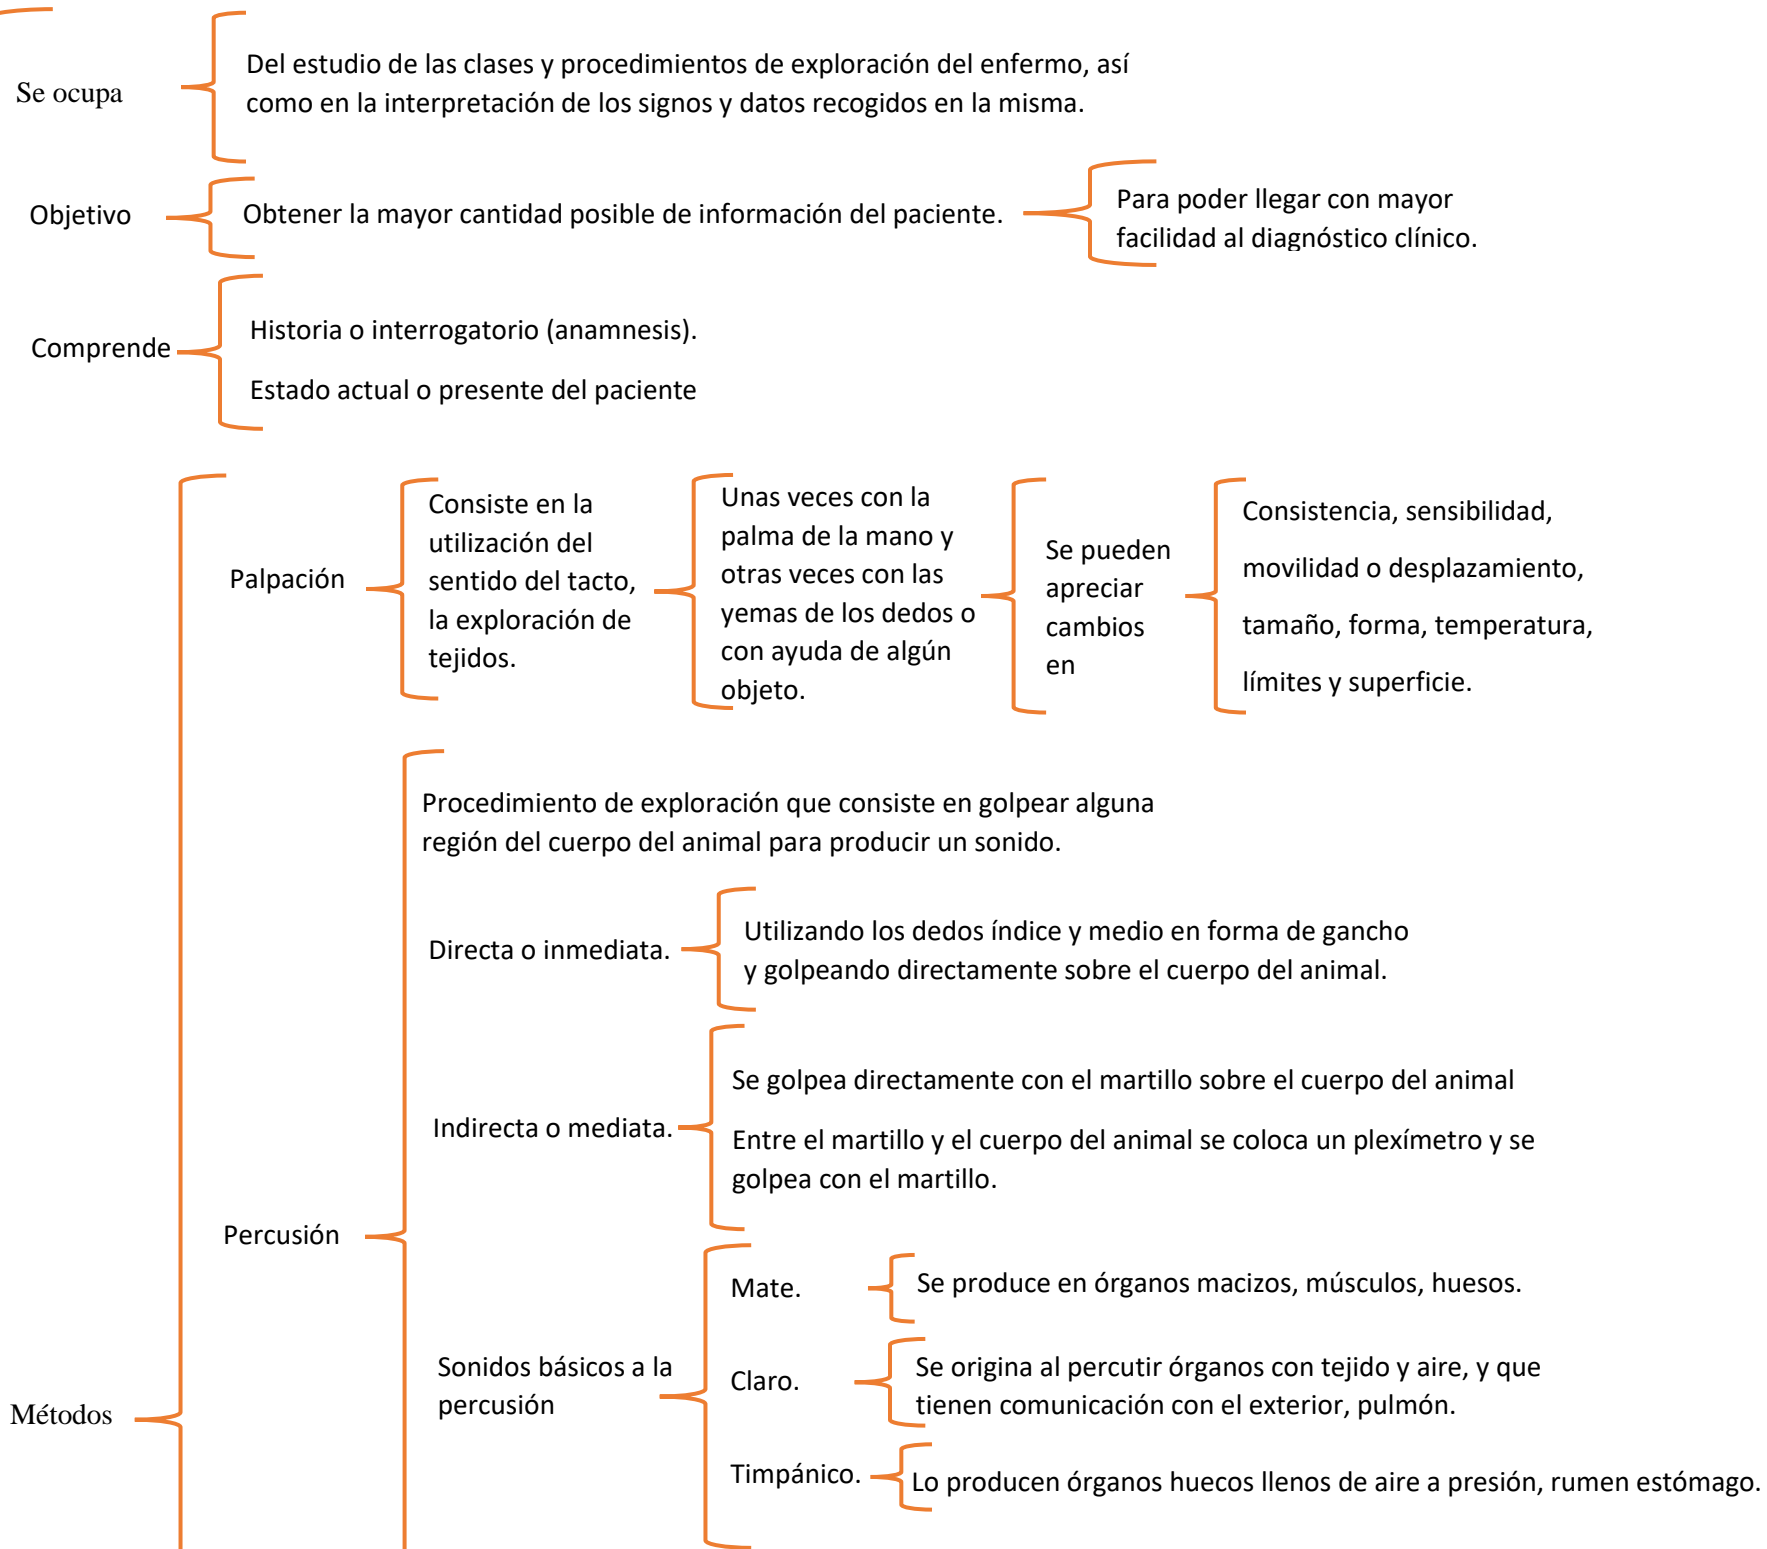 Se ocupa
Del estudio de las clases y procedimientos de exploración del enfermo, así
como en la interpretación de los signos y datos recogidos en la misma.
Objetivo
Obtener la mayor cantidad posible de información del paciente.
Para poder llegar con mayor
facilidad al diagnóstico clínico.
Comprende
Historia o interrogatorio (anamnesis).
Estado actual o presente del paciente
Métodos
Palpación
Consiste en la
utilización del
sentido del tacto,
la exploración de
tejidos.
Unas veces con la
palma de la mano y
otras veces con las
yemas de los dedos o
con ayuda de algún
objeto.
Se pueden
apreciar
cambios
en
Consistencia, sensibilidad,
movilidad o desplazamiento,
tamaño, forma, temperatura,
límites y superficie.
Percusión
Procedimiento de exploración que consiste en golpear alguna
región del cuerpo del animal para producir un sonido.
Directa o inmediata.
Utilizando los dedos índice y medio en forma de gancho
y golpeando directamente sobre el cuerpo del animal.
Indirecta o mediata.
Se golpea directamente con el martillo sobre el cuerpo del animal
Entre el martillo y el cuerpo del animal se coloca un plexímetro y se
golpea con el martillo.
Sonidos básicos a la
percusión
Mate.
Se produce en órganos macizos, músculos, huesos.
Claro.
Se origina al percutir órganos con tejido y aire, y que
tienen comunicación con el exterior, pulmón.
Timpánico.
Lo producen órganos huecos llenos de aire a presión, rumen estómago.